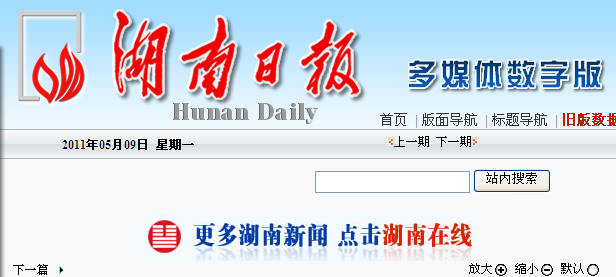 湖南日报
Hunan Daily
多媒体数字版
首页 | 版面导航 | 标题导航 | 旧版数据
2011年05月09日 星期一
上一期 下一期
站内搜索
更多湖南新闻 点击湖南在线
下一篇
放大 缩小 默认